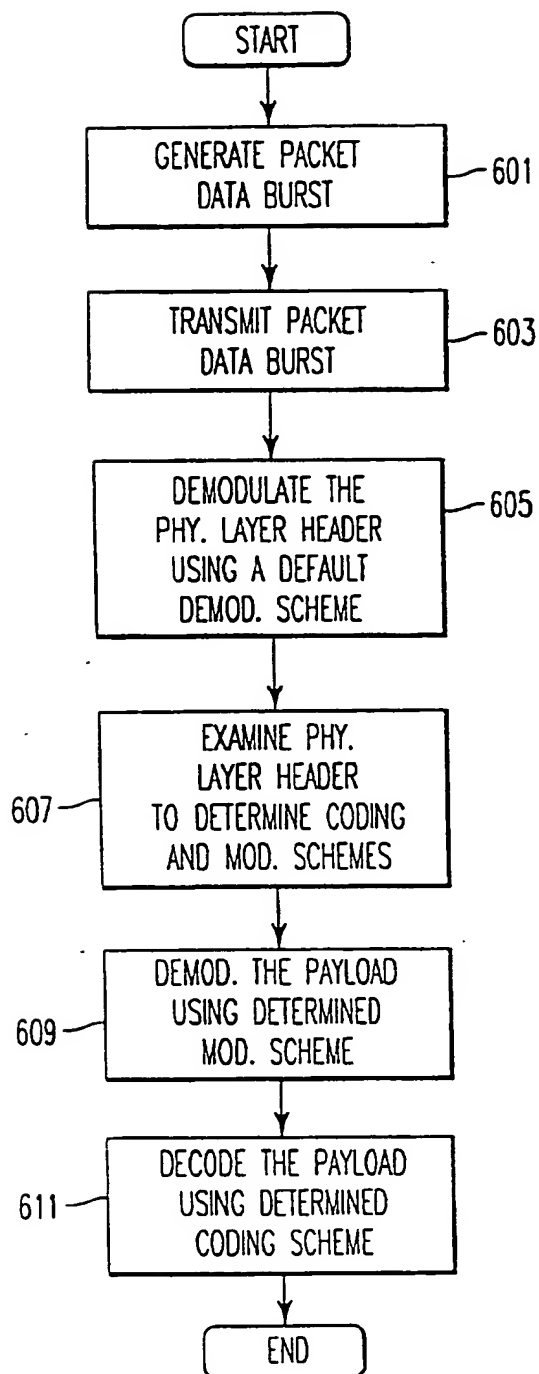 START
GENERATE PACKET
DATA BURST
601
TRANSMIT PACKET
DATA BURST
603
DEMODULATE THE
PHY. LAYER HEADER
USING A DEFAULT
DEMOD. SCHEME
605
EXAMINE PHY.
LAYER HEADER
TO DETERMINE CODING
AND MOD. SCHEMES
607
DEMOD. THE PAYLOAD
USING DETERMINED
MOD. SCHEME
609
DECODE THE PAYLOAD
USING DETERMINED
CODING SCHEME
611
END